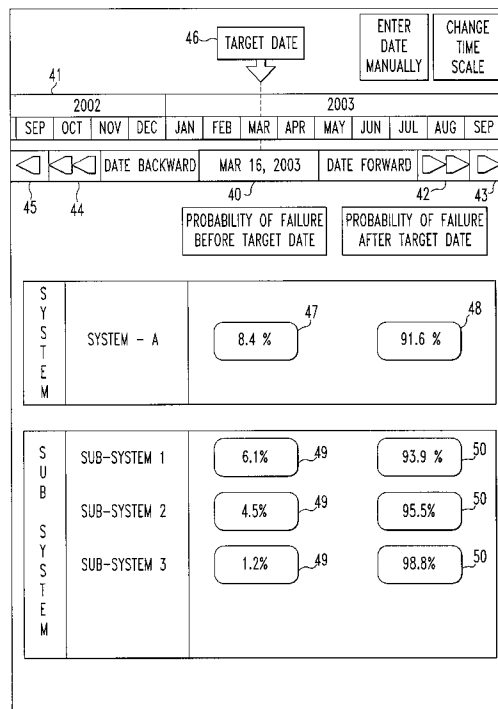 46
TARGET DATE
ENTER DATE MANUALLY
CHANGE TIME SCALE
41
2002
2003
SEP OCT NOV DEC JAN FEB MAR APR MAY JUN JUL AUG SEP
DATE BACKWARD
MAR 16, 2003
DATE FORWARD
45
44
40
42
43
PROBABILITY OF FAILURE
BEFORE TARGET DATE
PROBABILITY OF FAILURE
AFTER TARGET DATE
SYSTEM
SYSTEM - A
8.4 %
47
91.6 %
48
SUB SYSTEM
SUB-SYSTEM 1
6.1%
49
93.9 %
50
SUB-SYSTEM 2
4.5%
49
95.5%
50
SUB-SYSTEM 3
1.2%
49
98.8%
50